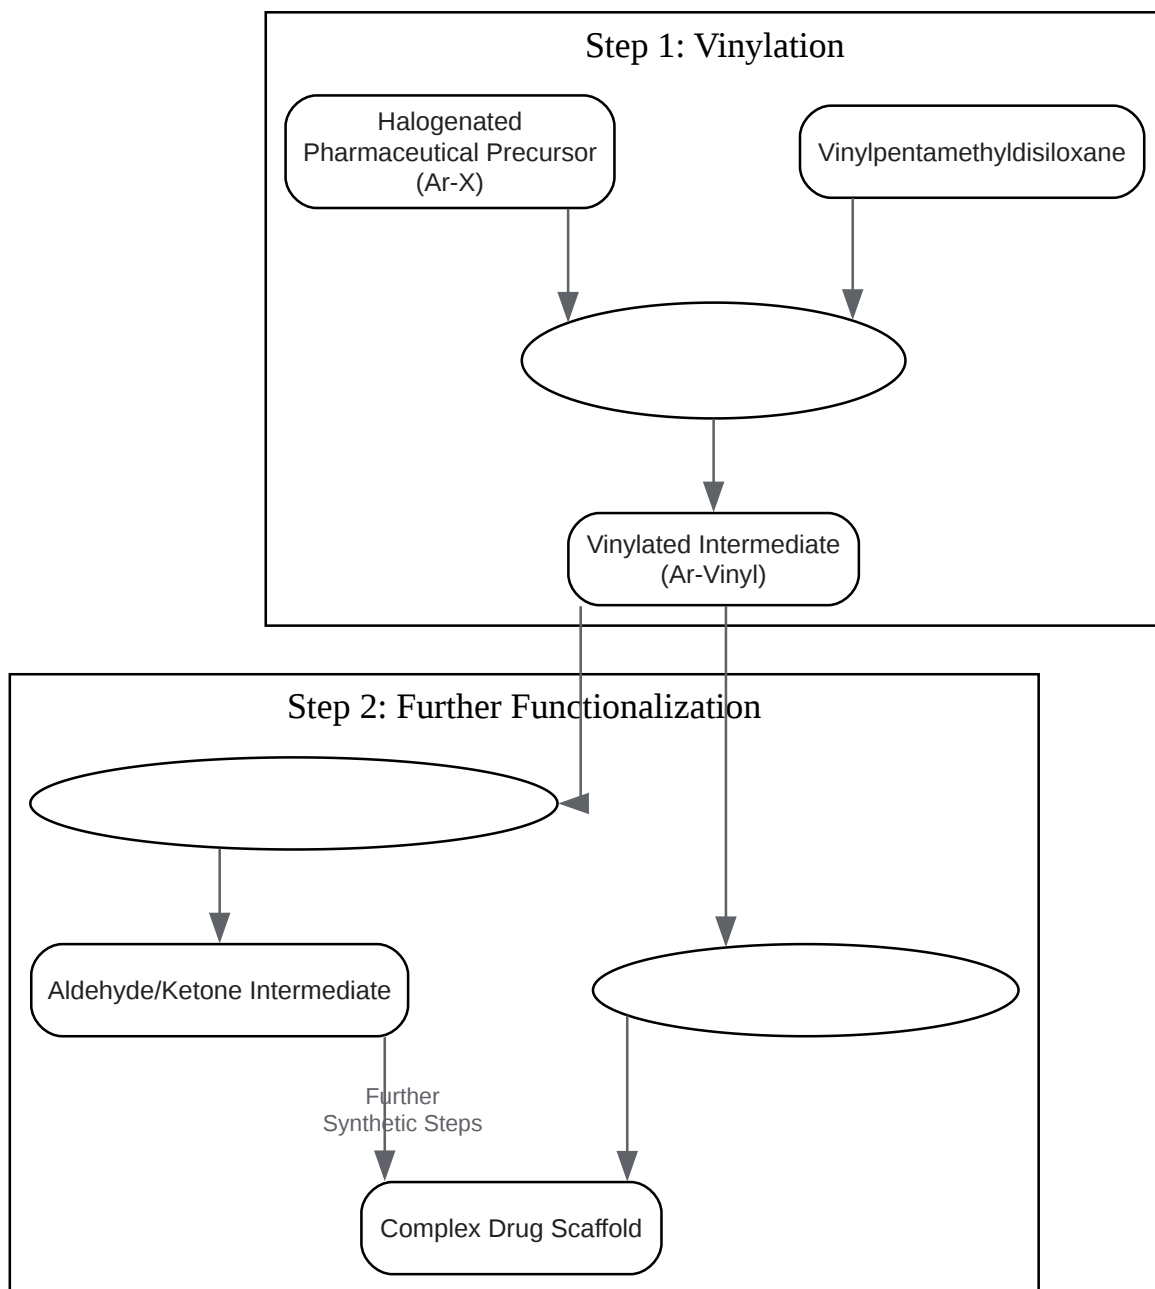 Step 1: Vinylation
Halogenated
Pharmaceutical Precursor
(Ar-X)
Vinylpentamethyldisiloxane
Vinylated Intermediate
(Ar-Vinyl)
Step 2: Further Functionalization
Aldehyde/Ketone Intermediate
Further
Synthetic Steps
Complex Drug Scaffold